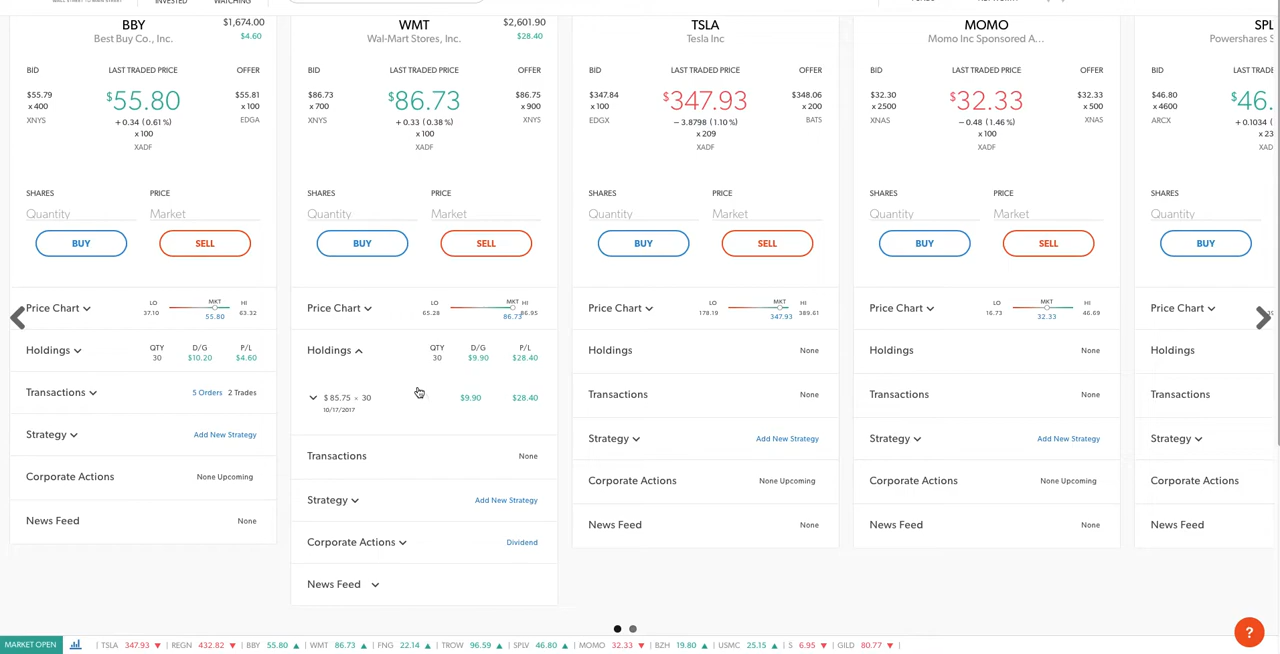 WALL STREET TO MAIN STREET INVESTED WATCHING
BBY $1,674.00
Best Buy Co., Inc. $4.60
BID LAST TRADED PRICE OFFER
$55.79 $55.80 $55.81
x 400 x 100
XNYS + 0.34 (0.61%) EDGA
x 100
XADF
SHARES PRICE
Quantity Market
BUY SELL
Price Chart LO MKT HI
37.10 55.80 63.32
Holdings QTY D/G P/L
30 $10.20 $4.60
Transactions 5 Orders 2 Trades
Strategy Add New Strategy
Corporate Actions None Upcoming
News Feed None
WMT $2,601.90
Wal-Mart Stores, Inc. $28.40
BID LAST TRADED PRICE OFFER
$86.73 $86.73 $86.75
x 700 x 900
XNYS + 0.33 (0.38%) XNYS
x 100
XADF
SHARES PRICE
Quantity Market
BUY SELL
Price Chart LO MKT HI
65.28 86.73 86.95
Holdings QTY D/G P/L
30 $9.90 $28.40
$ 85.75 × 30 $9.90 $28.40
10/17/2017
Transactions None
Strategy Add New Strategy
Corporate Actions Dividend
News Feed
TSLA
Tesla Inc
BID LAST TRADED PRICE OFFER
$347.84 $347.93 $348.06
x 100 x 200
EDGX − 3.8798 (1.10%) BATS
x 209
XADF
SHARES PRICE
Quantity Market
BUY SELL
Price Chart LO MKT HI
178.19 347.93 389.61
Holdings None
Transactions None
Strategy Add New Strategy
Corporate Actions None Upcoming
News Feed None
MOMO
Momo Inc Sponsored A...
BID LAST TRADED PRICE OFFER
$32.30 $32.33 $32.33
x 2500 x 500
XNAS − 0.48 (1.46%) XNAS
x 100
XADF
SHARES PRICE
Quantity Market
BUY SELL
Price Chart LO MKT HI
16.73 32.33 46.69
Holdings None
Transactions None
Strategy Add New Strategy
Corporate Actions None Upcoming
News Feed None
SPL
Powershares S
BID LAST TRADE
$46.80 $46.
x 4600
ARCX + 0.1034 (
x 23
XAD
SHARES
Quantity
BUY
Price Chart
Holdings
Transactions
Strategy
Corporate Actions
News Feed
?
MARKET OPEN | TSLA 347.93 ▼ | REGN 432.82 ▼ | BBY 55.80 ▲ | WMT 86.73 ▲ | FNG 22.14 ▲ | TROW 96.59 ▲ | SPLV 46.80 ▲ | MOMO 32.33 ▼ | BZH 19.80 ▲ | USMC 25.15 ▲ | S 6.95 ▼ | GILD 80.77 ▼ |